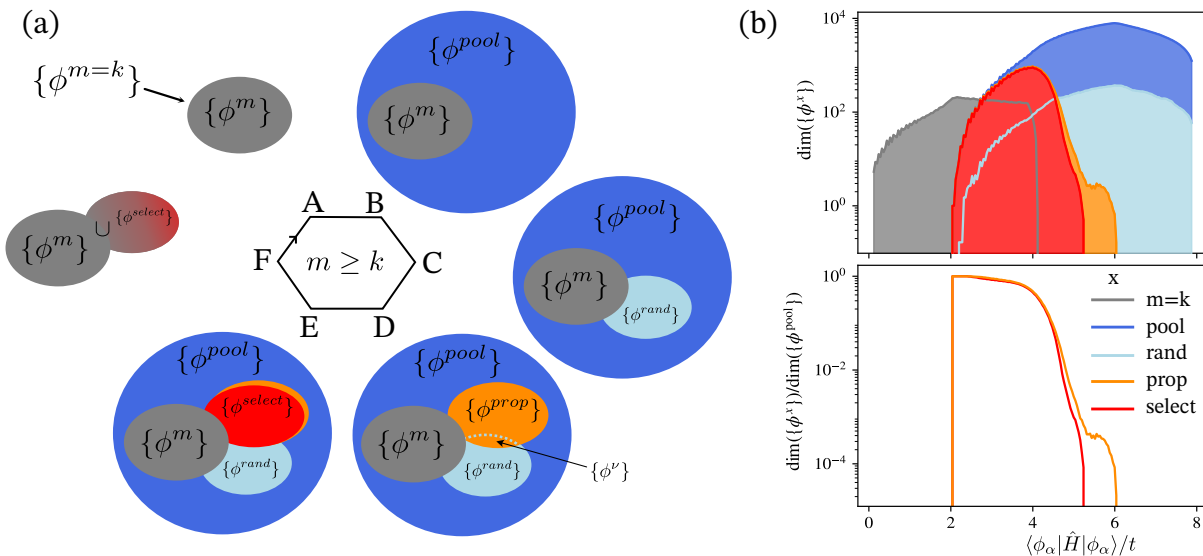 (a)
{ϕ^{m=k}}
{ϕ^m}
{ϕ^{pool}}
{ϕ^m}
{ϕ^m}
∪
{ϕ^{select}}
A
B
F
m ≥ k
C
E
D
{ϕ^{pool}}
{ϕ^m}
{ϕ^{rand}}
{ϕ^{pool}}
{ϕ^{select}}
{ϕ^m}
{ϕ^{rand}}
{ϕ^{pool}}
{ϕ^{prop}}
{ϕ^m}
{ϕ^{rand}}
{ϕ^ν}
(b)
dim({ϕ^x})
10^4
10^2
10^0
dim({ϕ^x})/dim({ϕ^{pool}})
10^0
10^{−2}
10^{−4}
x
m=k
pool
rand
prop
select
0 2 4 6 8
⟨ϕ_α|Ĥ|ϕ_α⟩/t